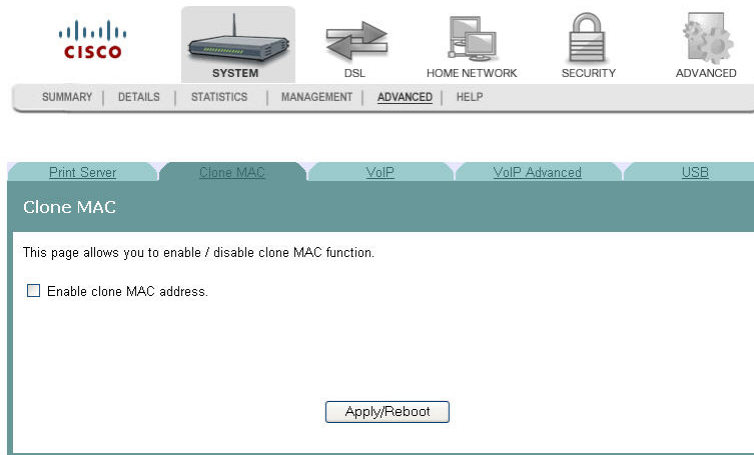 CISCO
SYSTEM DSL HOME NETWORK SECURITY ADVANCED
SUMMARY | DETAILS | STATISTICS | MANAGEMENT | ADVANCED | HELP
Print Server Clone MAC VoIP VoIP Advanced USB
Clone MAC
This page allows you to enable / disable clone MAC function.
Enable clone MAC address.
Apply/Reboot